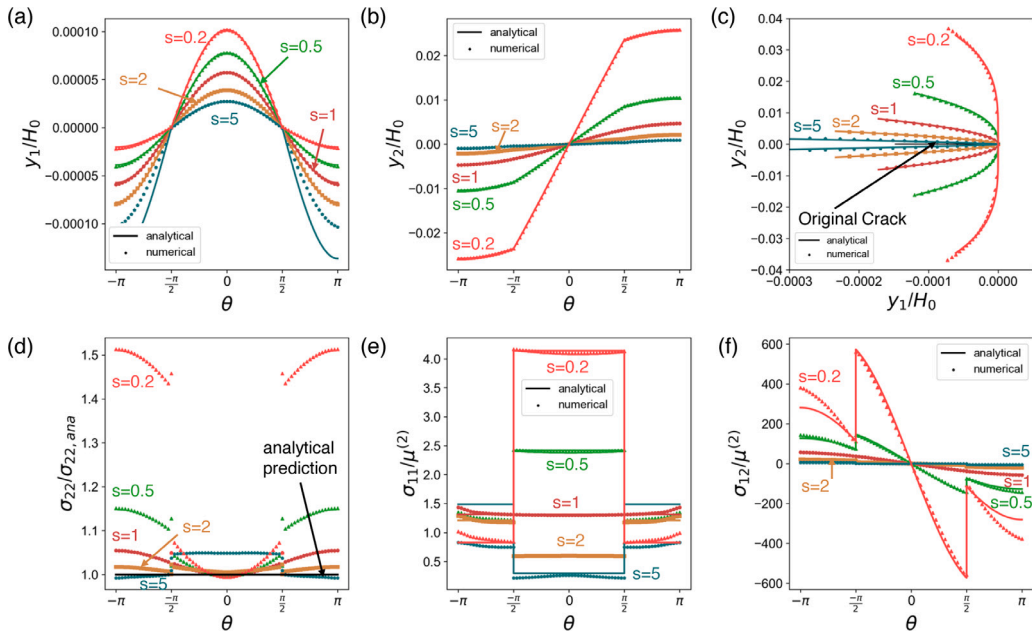 (a)
y₁/H₀
0.00010
0.00005
0.00000
−0.00005
−0.00010
s=0.2
s=0.5
s=2
s=1
s=5
analytical
numerical
−π
−π/2
0
π/2
π
θ
(b)
y₂/H₀
0.02
0.01
0.00
−0.01
−0.02
analytical
numerical
s=5
s=2
s=1
s=0.5
s=0.2
−π
−π/2
0
π/2
π
θ
(c)
y₂/H₀
0.04
0.03
0.02
0.01
0.00
−0.01
−0.02
−0.03
−0.04
s=0.2
s=0.5
s=1
s=2
s=5
Original Crack
analytical
numerical
−0.0003
−0.0002
−0.0001
0.0000
y₁/H₀
(d)
σ₂₂/σ₂₂,ana
1.5
1.4
1.3
1.2
1.1
1.0
s=0.2
s=0.5
s=1
s=2
s=5
analytical
prediction
−π
−π/2
0
π/2
π
θ
(e)
σ₁₁/μ⁽²⁾
4.0
3.5
3.0
2.5
2.0
1.5
1.0
0.5
s=0.2
analytical
numerical
s=0.5
s=1
s=2
s=5
−π
−π/2
0
π/2
π
θ
(f)
σ₁₂/μ⁽²⁾
600
400
200
0
−200
−400
−600
analytical
numerical
s=0.2
s=5
s=2
s=1
s=0.5
−π
−π/2
0
π/2
π
θ